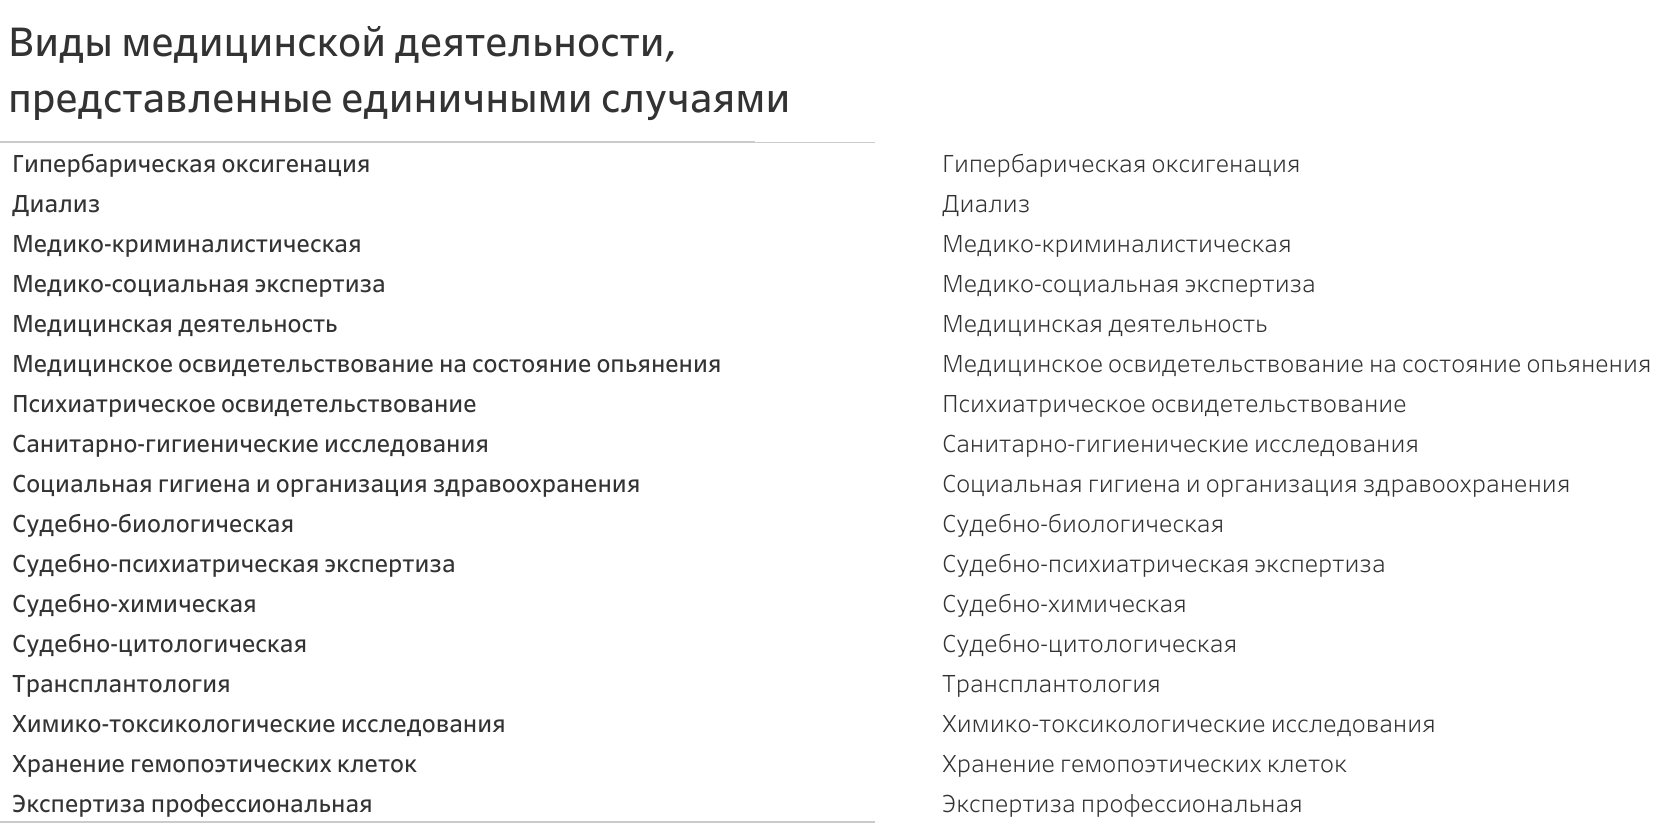 Виды медицинской деятельности,
представленные единичными случаями
Гипербарическая оксигенация
Диализ
Медико-криминалистическая
Медико-социальная экспертиза
Медицинская деятельность
Медицинское освидетельствование на состояние опьянения
Психиатрическое освидетельствование
Санитарно-гигиенические исследования
Социальная гигиена и организация здравоохранения
Судебно-биологическая
Судебно-психиатрическая экспертиза
Судебно-химическая
Судебно-цитологическая
Трансплантология
Химико-токсикологические исследования
Хранение гемопоэтических клеток
Экспертиза профессиональная
Гипербарическая оксигенация
Диализ
Медико-криминалистическая
Медико-социальная экспертиза
Медицинская деятельность
Медицинское освидетельствование на состояние опьянения
Психиатрическое освидетельствование
Санитарно-гигиенические исследования
Социальная гигиена и организация здравоохранения
Судебно-биологическая
Судебно-психиатрическая экспертиза
Судебно-химическая
Судебно-цитологическая
Трансплантология
Химико-токсикологические исследования
Хранение гемопоэтических клеток
Экспертиза профессиональная